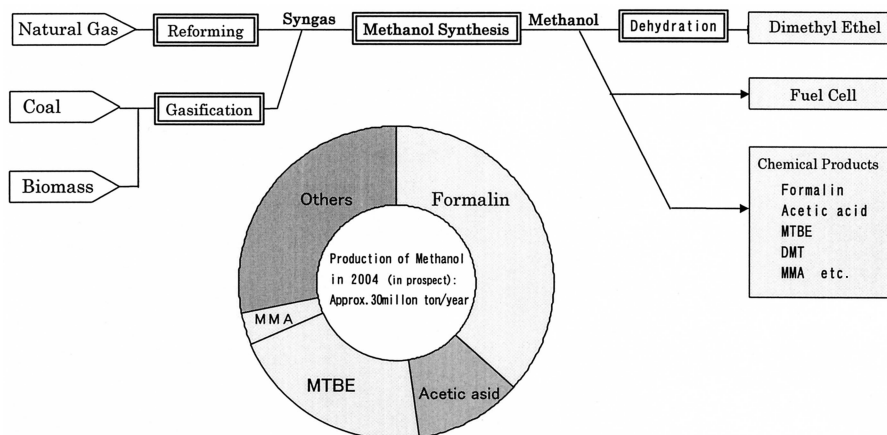 Natural Gas
Reforming
Syngas
Methanol Synthesis
Methanol
Dehydration
Dimethyl Ethel
Coal
Gasification
Fuel Cell
Biomass
Chemical Products
Formalin
Acetic acid
MTBE
DMT
MMA etc.
Others
Formalin
Production of Methanol
in 2004 (in prospect):
Approx.30millon ton/year
MMA
MTBE
Acetic asid